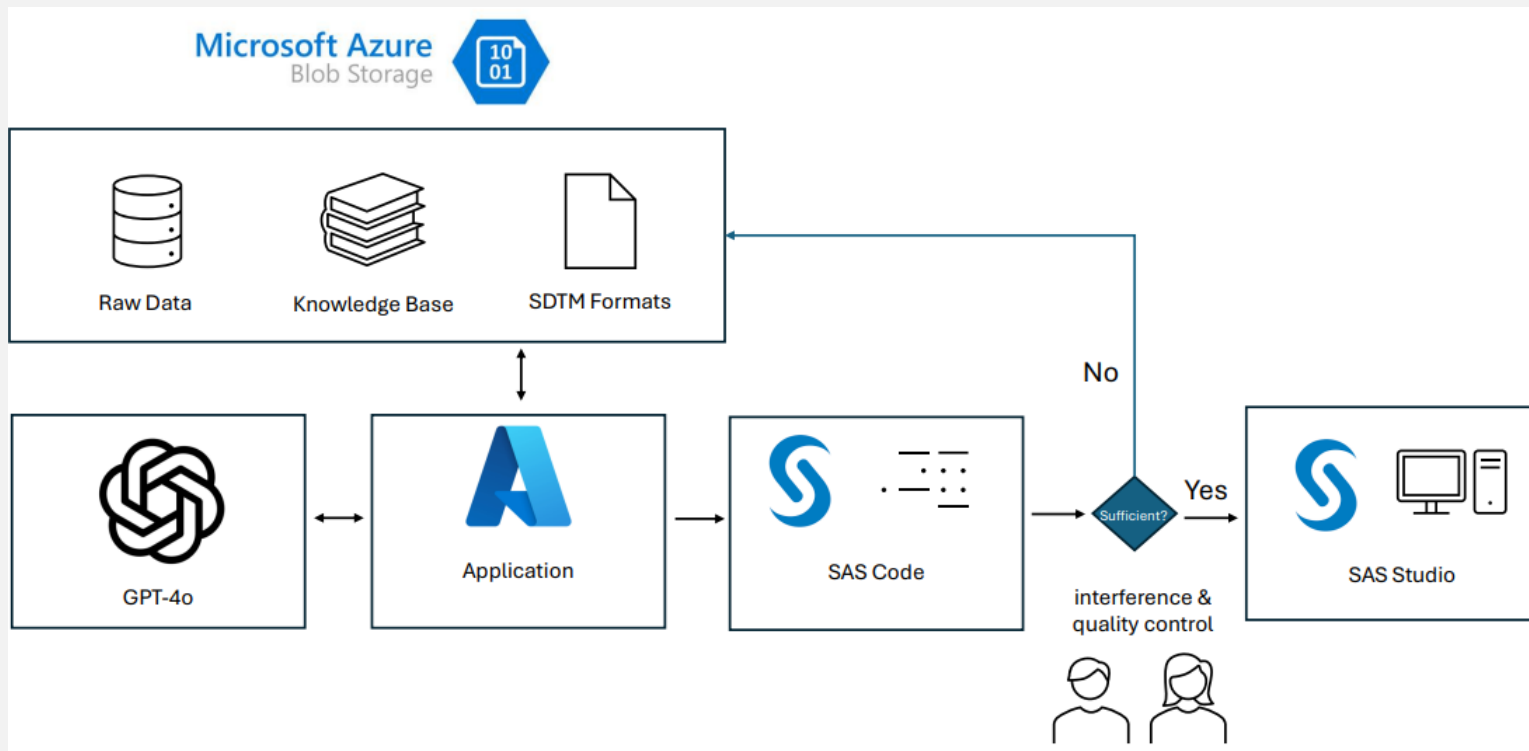 Microsoft Azure
Blob Storage
10
01
Raw Data
Knowledge Base
SDTM Formats
No
GPT-4o
Application
SAS Code
Sufficient?
Yes
SAS Studio
interference &
quality control